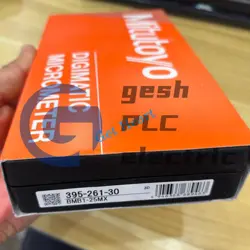 Mitutoyo
DIGIMATIC
MICROMETER
gesh
PLC
electric
395-261-30
BMB1-25MX